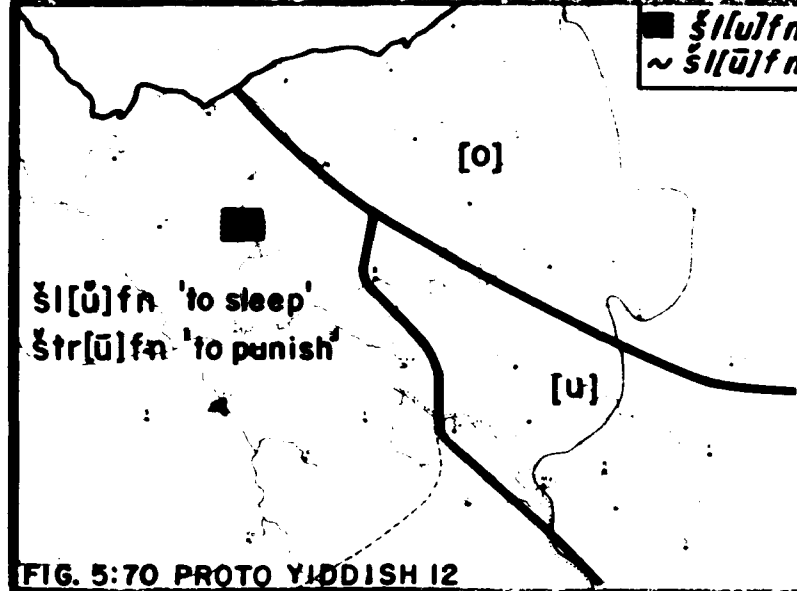 šl[u]fn
~ šl[ū]fn
[o]
šl[ŭ]fn 'to sleep'
štr[ū]fn 'to punish'
[u]
FIG. 5:70 PROTO YIDDISH 12